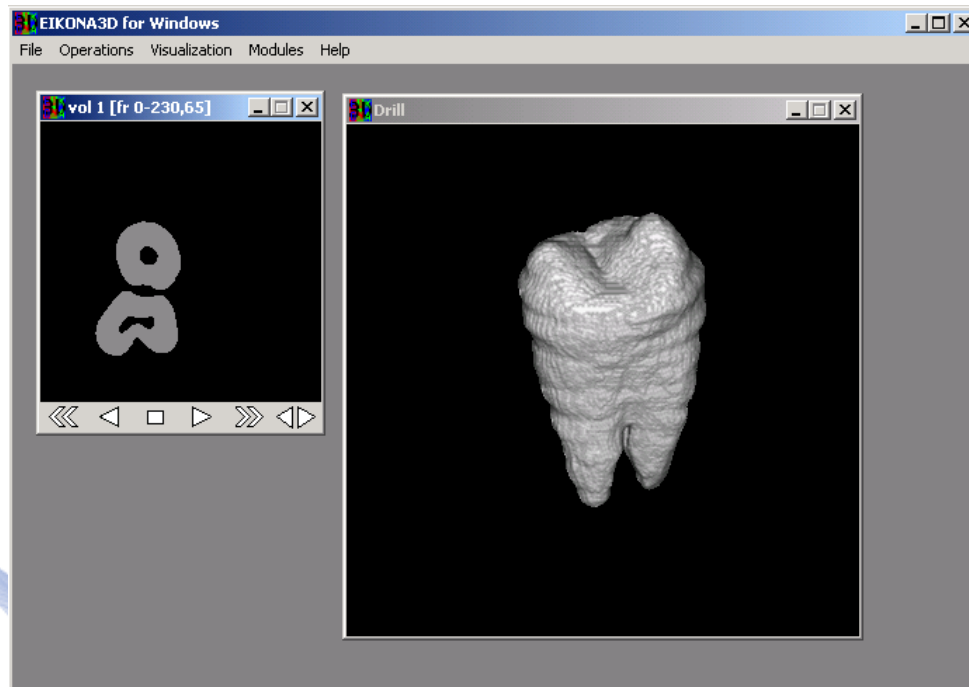 EIKONA3D for Windows
File Operations Visualization Modules Help
vol 1 [fr 0-230,65]
Drill